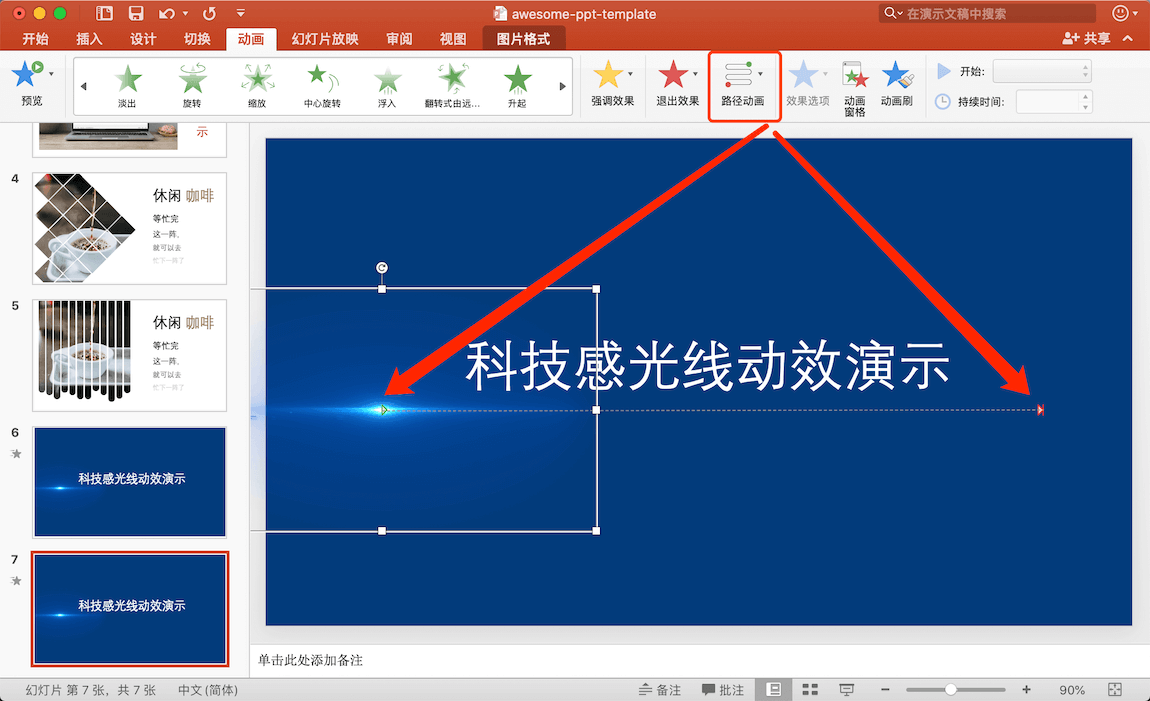 awesome-ppt-template
在演示文稿中搜索
开始 插入 设计 切换 动画 幻灯片放映 审阅 视图 图片格式 共享
预览 淡出 旋转 缩放 中心旋转 浮入 翻转式由远... 升起 强调效果 退出效果 路径动画 效果选项 动画窗格 动画刷
开始:
持续时间:
示
4
休闲 咖啡
等忙完
这一阵,
就可以去
忙下一阵了
5
休闲 咖啡
等忙完
这一阵,
就可以去
忙下一阵了
6
科技感光线动效演示
7
科技感光线动效演示
科技感光线动效演示
单击此处添加备注
幻灯片 第 7 张，共 7 张 中文 (简体) 备注 批注 90%